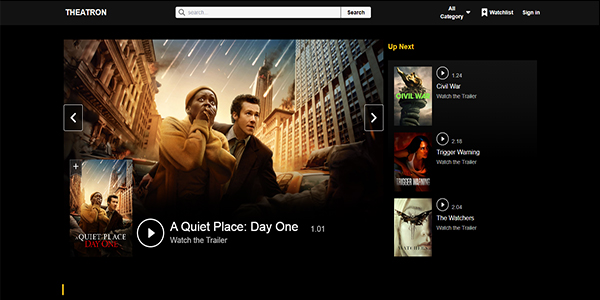 THEATRON
search..
Search
All
Category
Watchlist
Sign in
Up Next
1:24
Civil War
Watch the Trailer
CIVIL WAR
2:18
Trigger Warning
Watch the Trailer
TRIGGER WARNING
2:04
The Watchers
Watch the Trailer
A QUIET PLACE
DAY ONE
A Quiet Place: Day One
1.01
Watch the Trailer